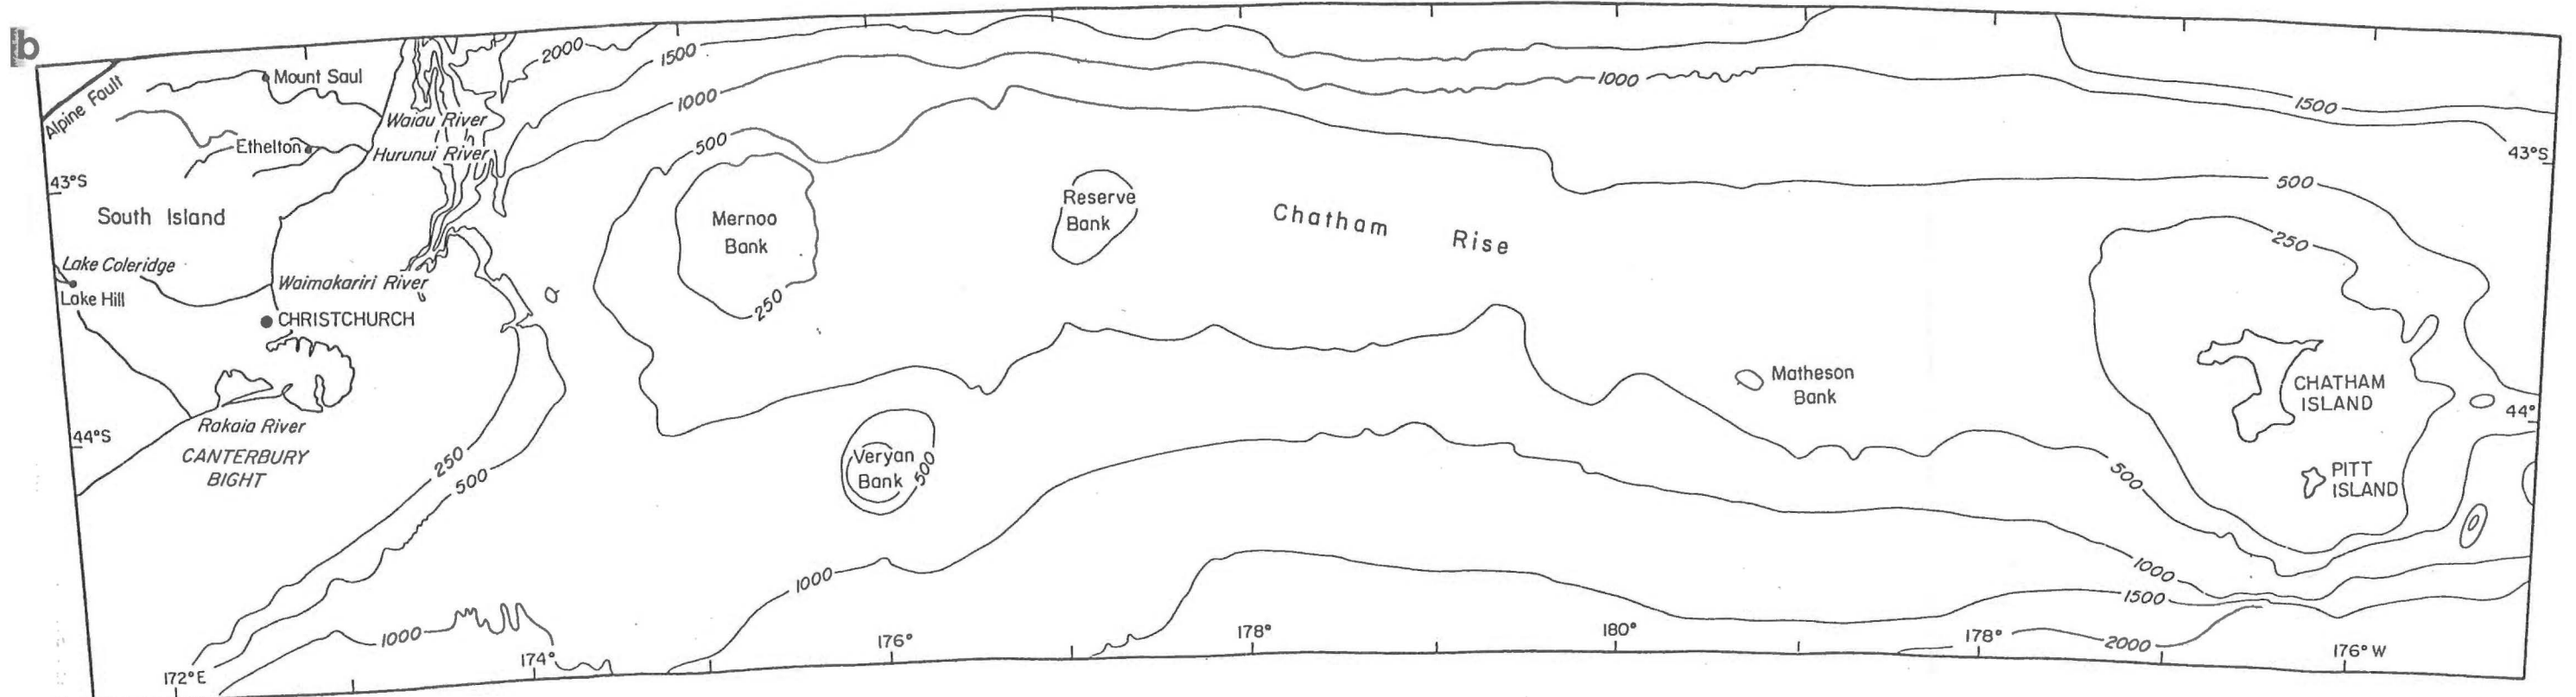 b
Alpine Fault
Mount Saul
Waiau River
Ethelton
Hurunui River
43°S
South Island
Lake Coleridge
Lake Hill
Waimakariri River
CHRISTCHURCH
Rakaia River
44°S
CANTERBURY
BIGHT
2000
1500
1000
500
Mernoo
Bank
250
Reserve
Bank
Chatham Rise
1000
1500
43°S
500
250
Matheson
Bank
CHATHAM
ISLAND
44°
PITT
ISLAND
Veryan
Bank
500
250
500
500
1000
1000
1000
1500
2000
172°E
174°
176°
178°
180°
178°
176°W